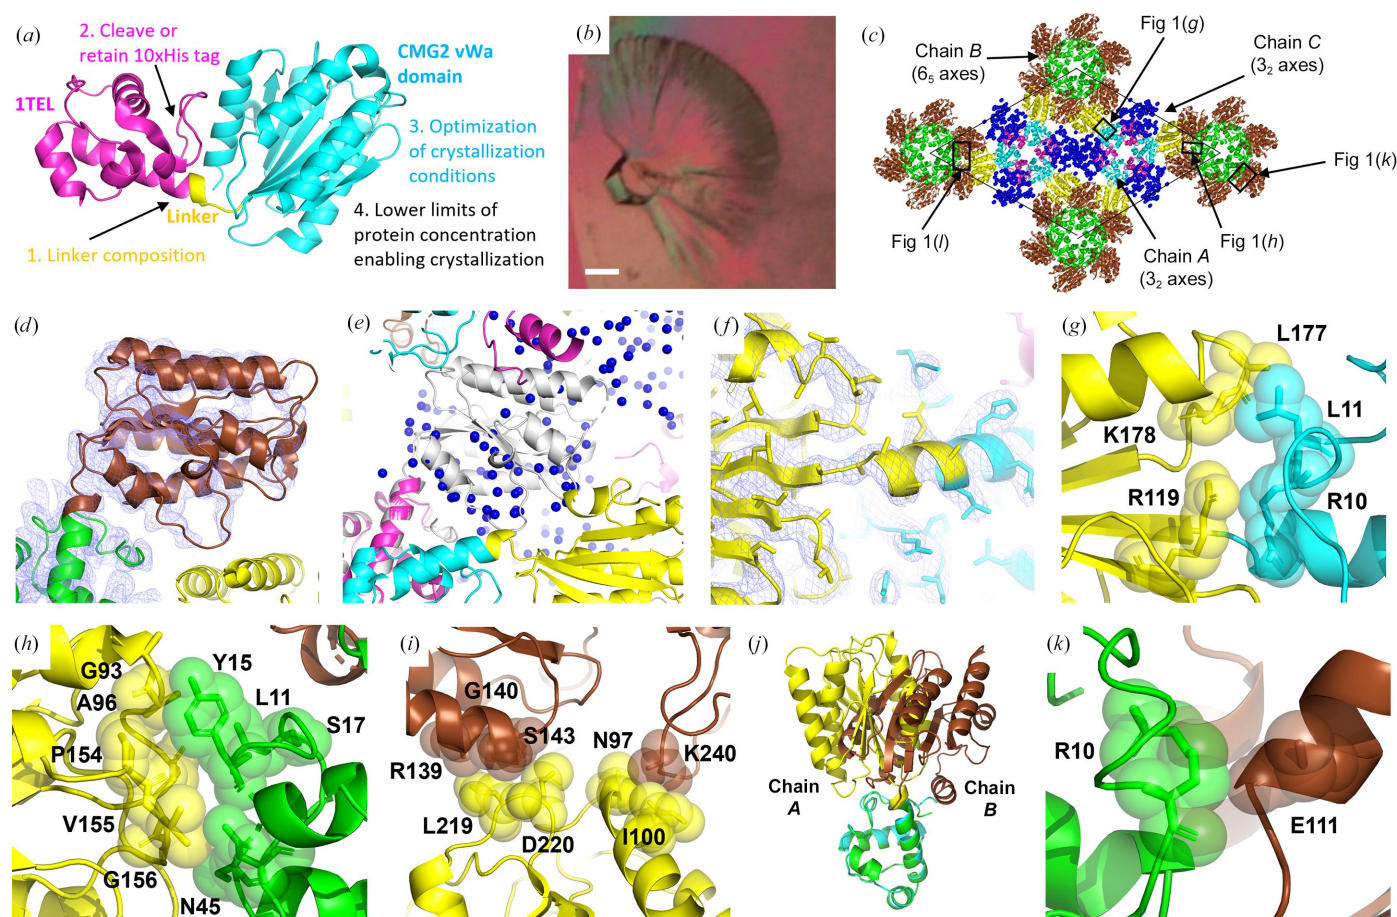 (a)
2. Cleave or
retain 10xHis tag
CMG2 vWa
domain
1TEL
3. Optimization
of crystallization
conditions
Linker
4. Lower limits of
protein concentration
enabling crystallization
1. Linker composition
(b)
(c)
Fig 1(g)
Chain B
(6₅ axes)
Chain C
(3₂ axes)
Fig 1(k)
Fig 1(l)
Chain A
(3₂ axes)
Fig 1(h)
(d)
(e)
(f)
(g)
L177
L11
K178
R119
R10
(h)
G93
Y15
A96
L11
S17
P154
V155
G156
N45
(i)
G140
S143
N97
R139
K240
L219
D220
I100
(j)
Chain
A
Chain
B
(k)
R10
E111